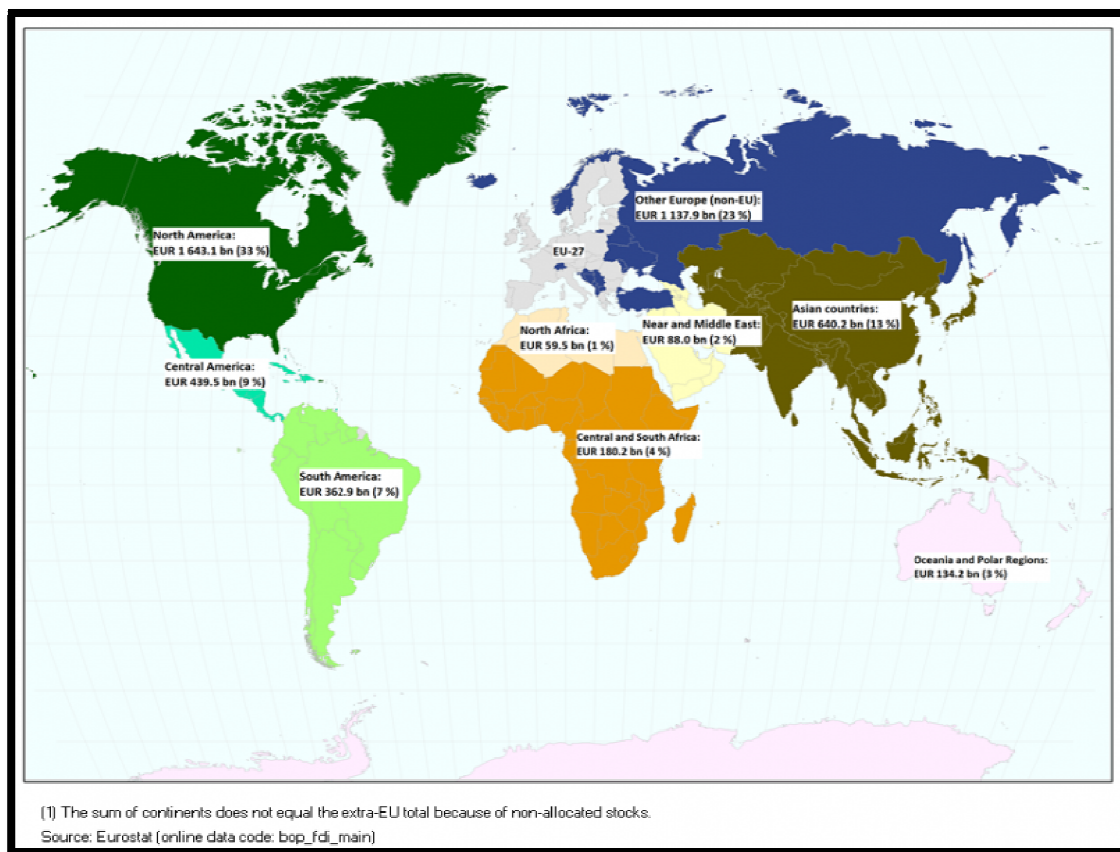 Other Europe (non-EU):
EUR 1 137.9 bn (23 %)
North America:
EUR 1 643.1 bn (33 %)
EU-27
Asian countries:
EUR 640.2 bn (13 %)
North Africa:
EUR 59.5 bn (1 %)
Near and Middle East:
EUR 88.0 bn (2 %)
Central America:
EUR 439.5 bn (9 %)
Central and South Africa:
EUR 180.2 bn (4 %)
South America:
EUR 362.9 bn (7 %)
Oceania and Polar Regions:
EUR 134.2 bn (3 %)
(1) The sum of continents does not equal the extra-EU total because of non-allocated stocks.
Source: Eurostat (online data code: bop_fdi_main)